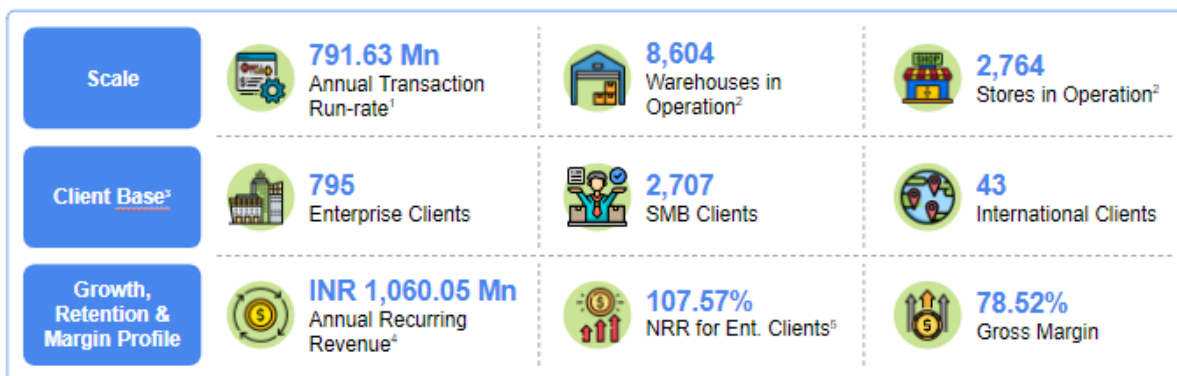 Scale
791.63 Mn
Annual Transaction
Run-rate¹
8,604
Warehouses in
Operation²
SHOP
2,764
Stores in Operation²
Client Base³
795
Enterprise Clients
2,707
SMB Clients
43
International Clients
Growth,
Retention &
Margin Profile
INR 1,060.05 Mn
Annual Recurring
Revenue⁴
107.57%
NRR for Ent. Clients⁵
78.52%
Gross Margin